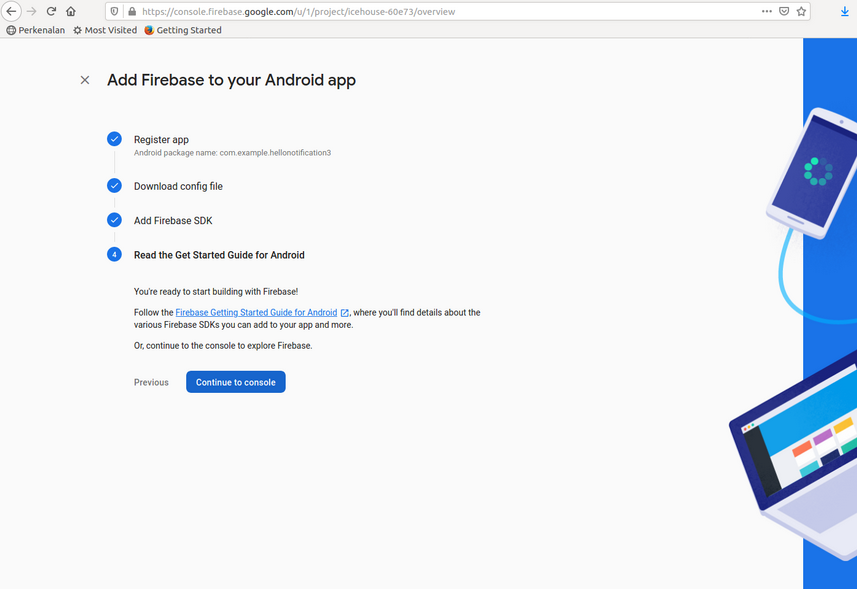 https://console.firebase.google.com/u/1/project/icehouse-60e73/overview
Perkenalan Most Visited Getting Started
Add Firebase to your Android app
Register app
Android package name: com.example.hellonotification3
Download config file
Add Firebase SDK
4 Read the Get Started Guide for Android
You're ready to start building with Firebase!
Follow the Firebase Getting Started Guide for Android , where you'll find details about the
various Firebase SDKs you can add to your app and more.
Or, continue to the console to explore Firebase.
Previous Continue to console